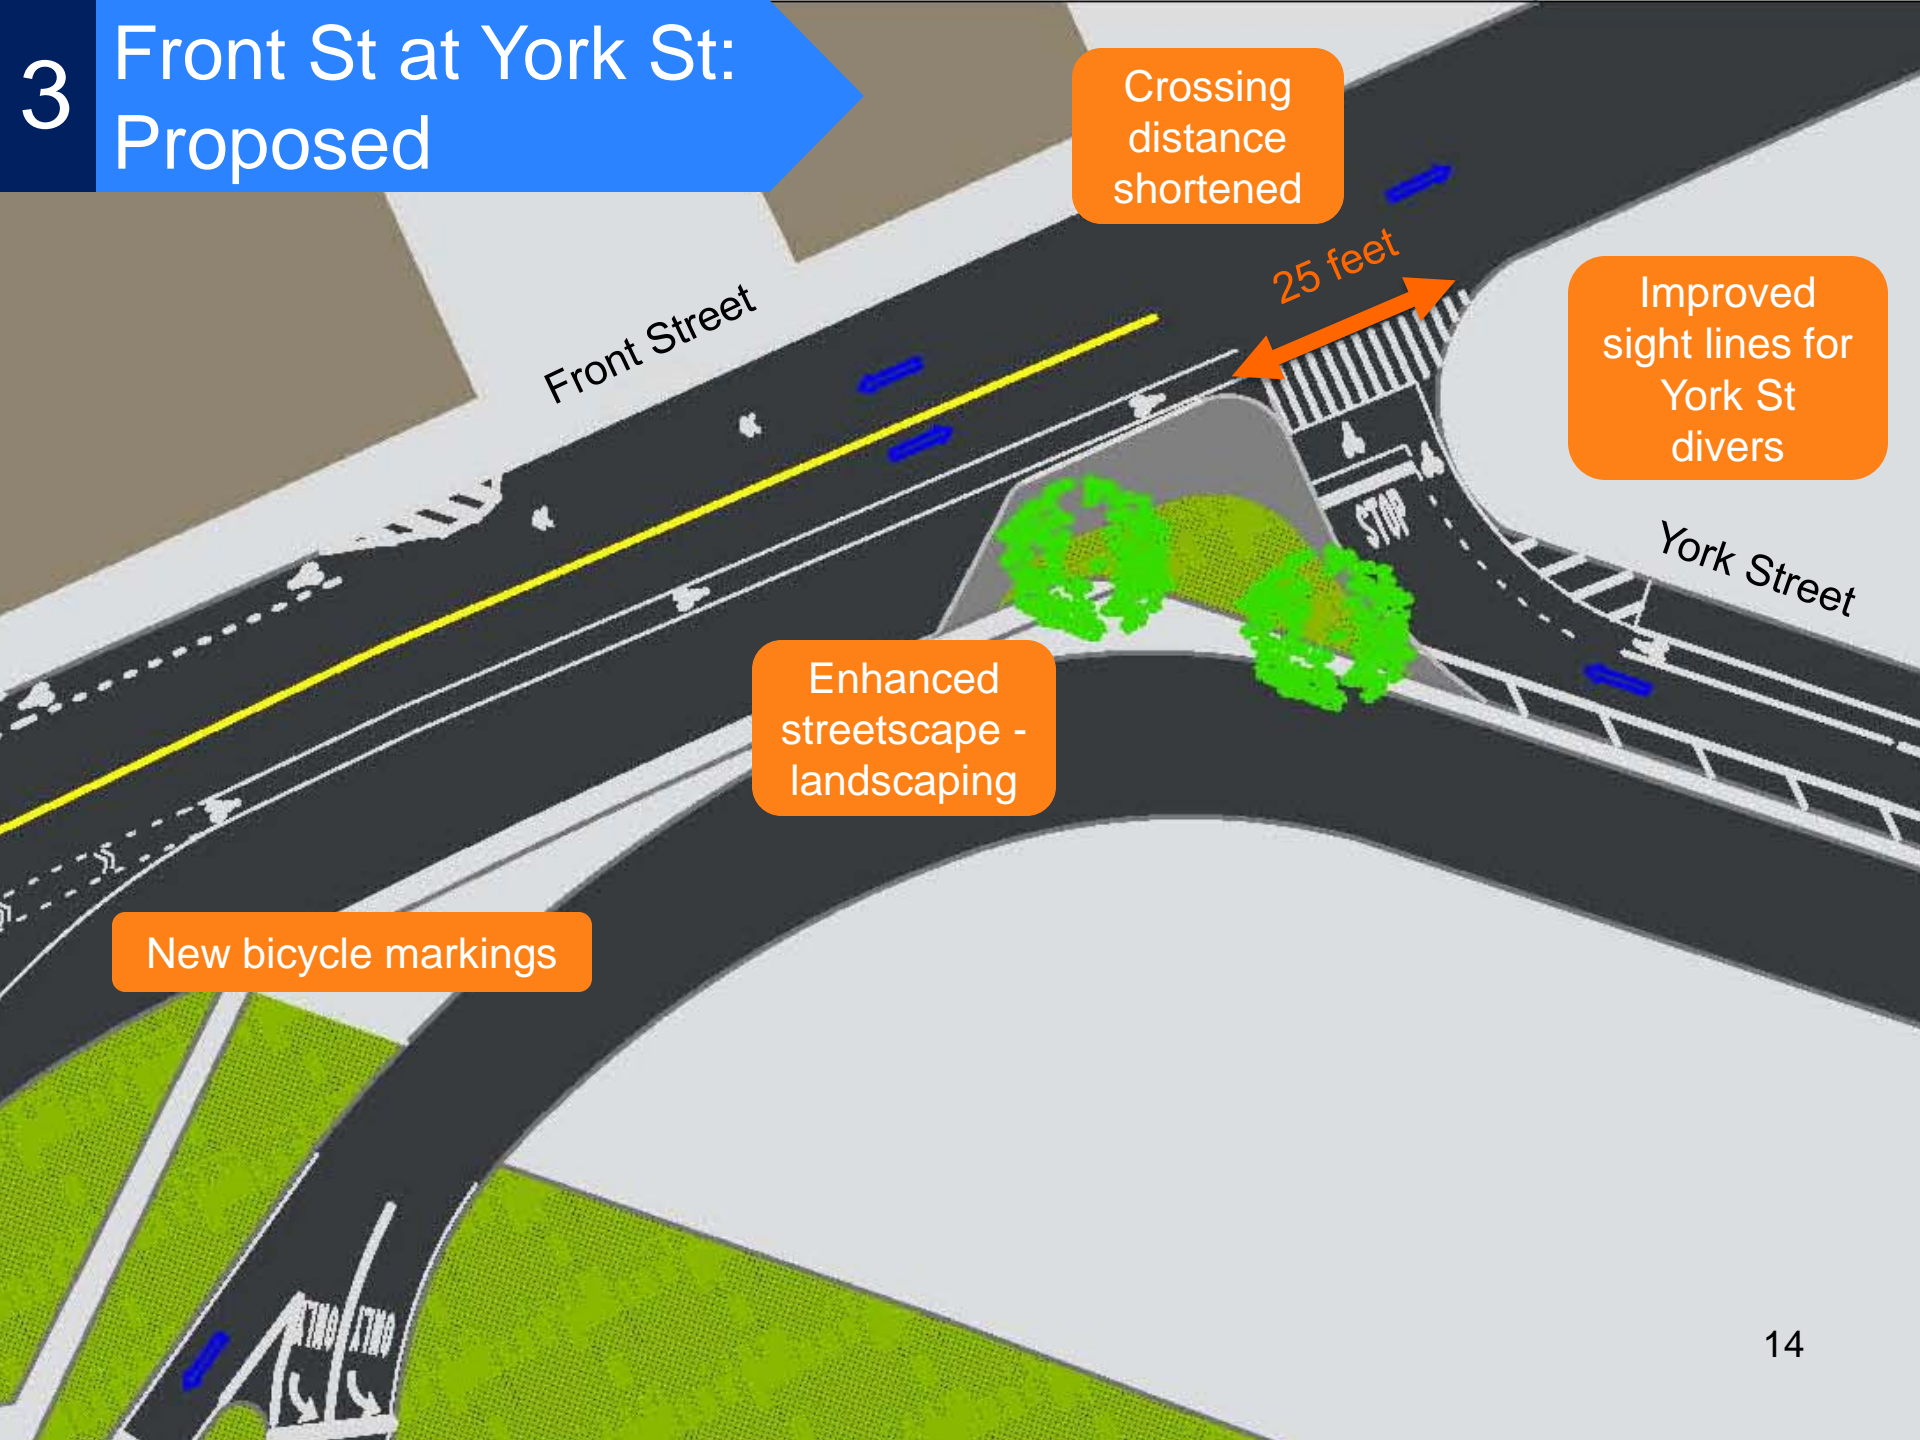 3
Front St at York St:
Proposed
Crossing
distance
shortened
25 feet
Improved
sight lines for
York St
divers
Front Street
STOP
York Street
Enhanced
streetscape -
landscaping
New bicycle markings
ONLY ONLY
14